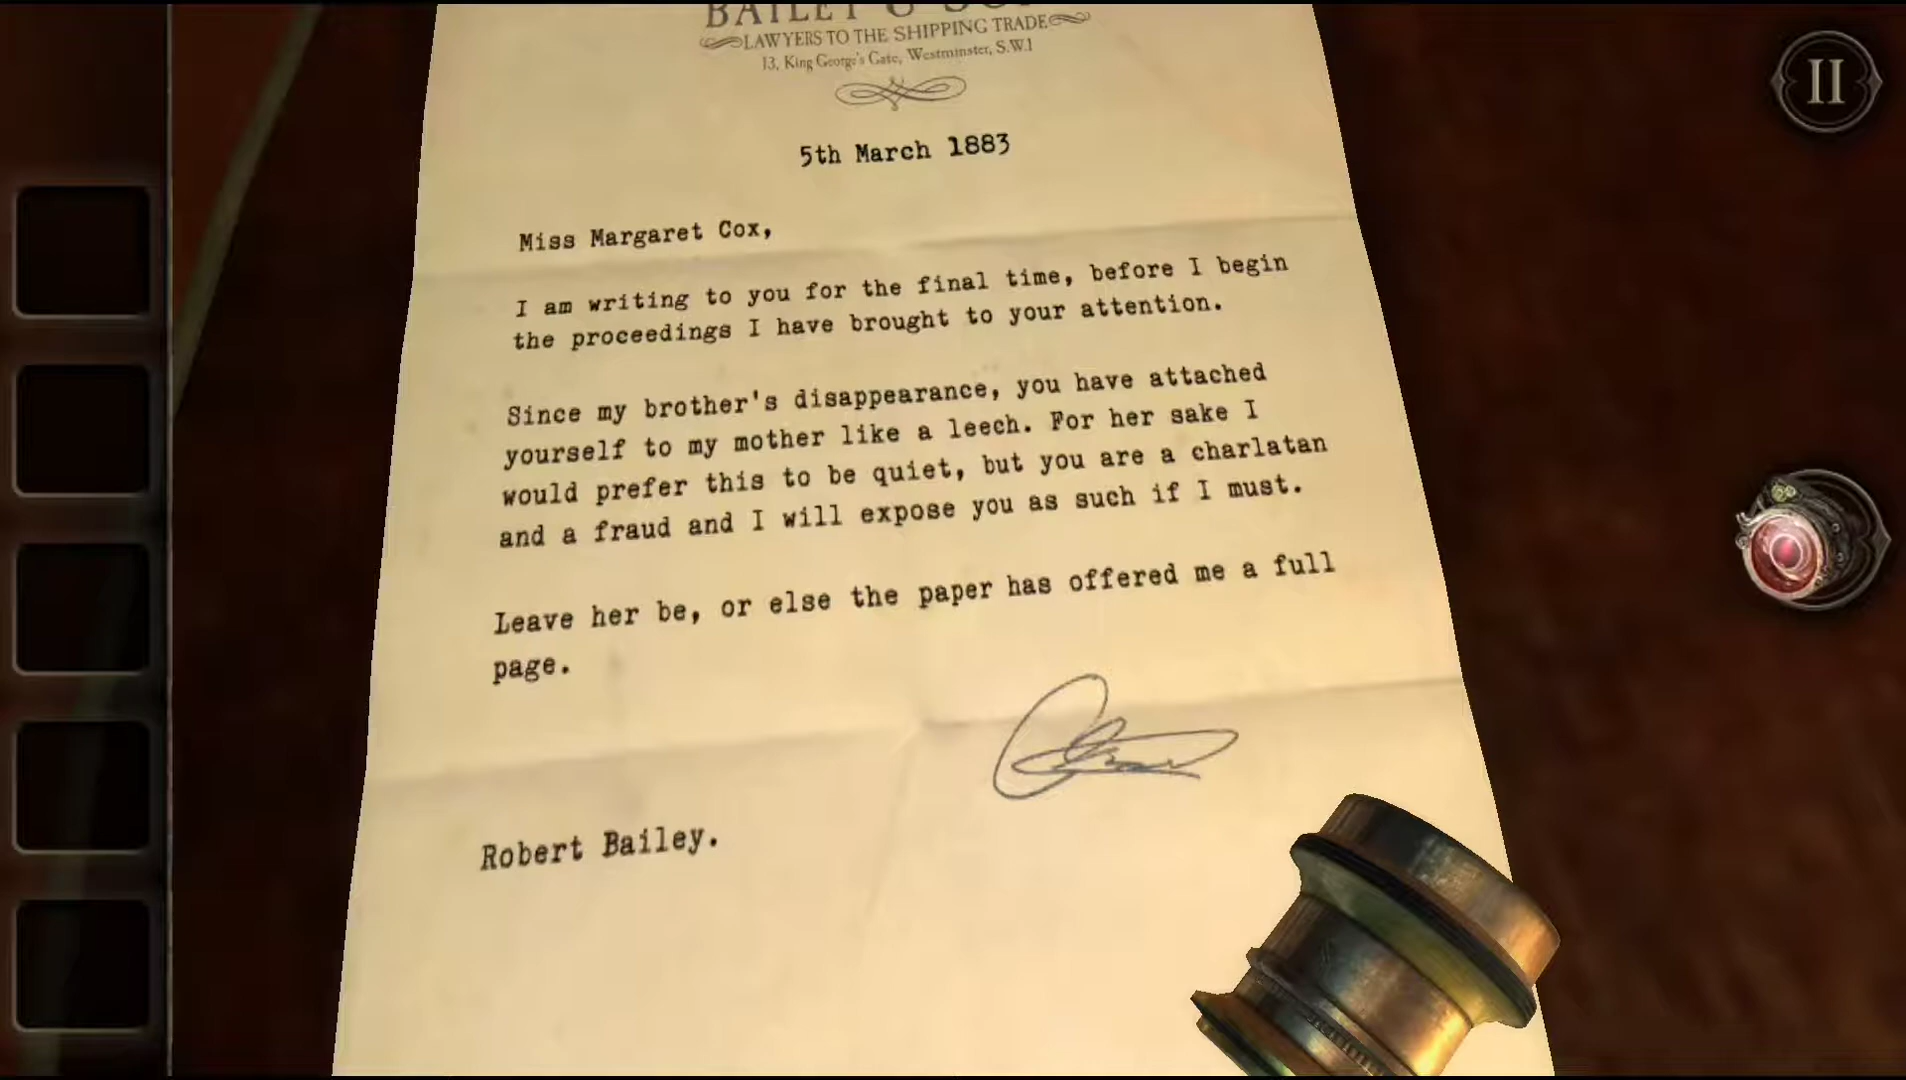 BAILEY & SON
LAWYERS TO THE SHIPPING TRADE
13, King George's Gate, Westminster, S.W.1
5th March 1883
Miss Margaret Cox,
I am writing to you for the final time, before I begin
the proceedings I have brought to your attention.
Since my brother's disappearance, you have attached
yourself to my mother like a leech. For her sake I
would prefer this to be quiet, but you are a charlatan
and a fraud and I will expose you as such if I must.
Leave her be, or else the paper has offered me a full
page.
Robert Bailey.